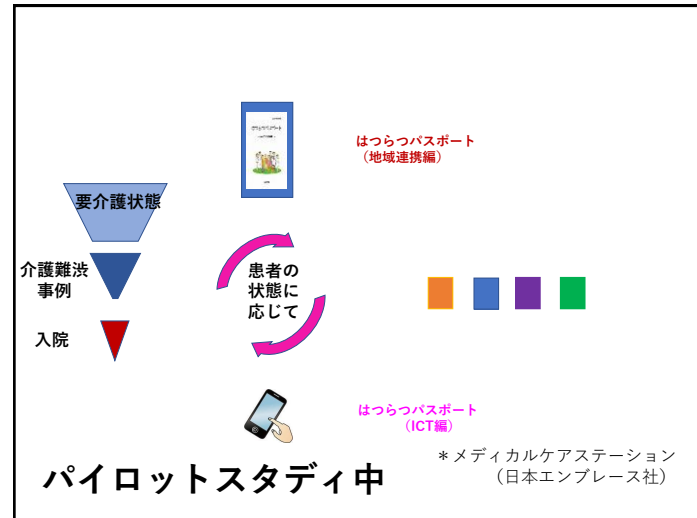 はつらつパスポート
（地域連携編）
要介護状態
介護難渋
事例
入院
患者の
状態に
応じて
はつらつパスポート
（ICT編）
＊メディカルケアステーション
（日本エンブレース社）
パイロットスタディ中